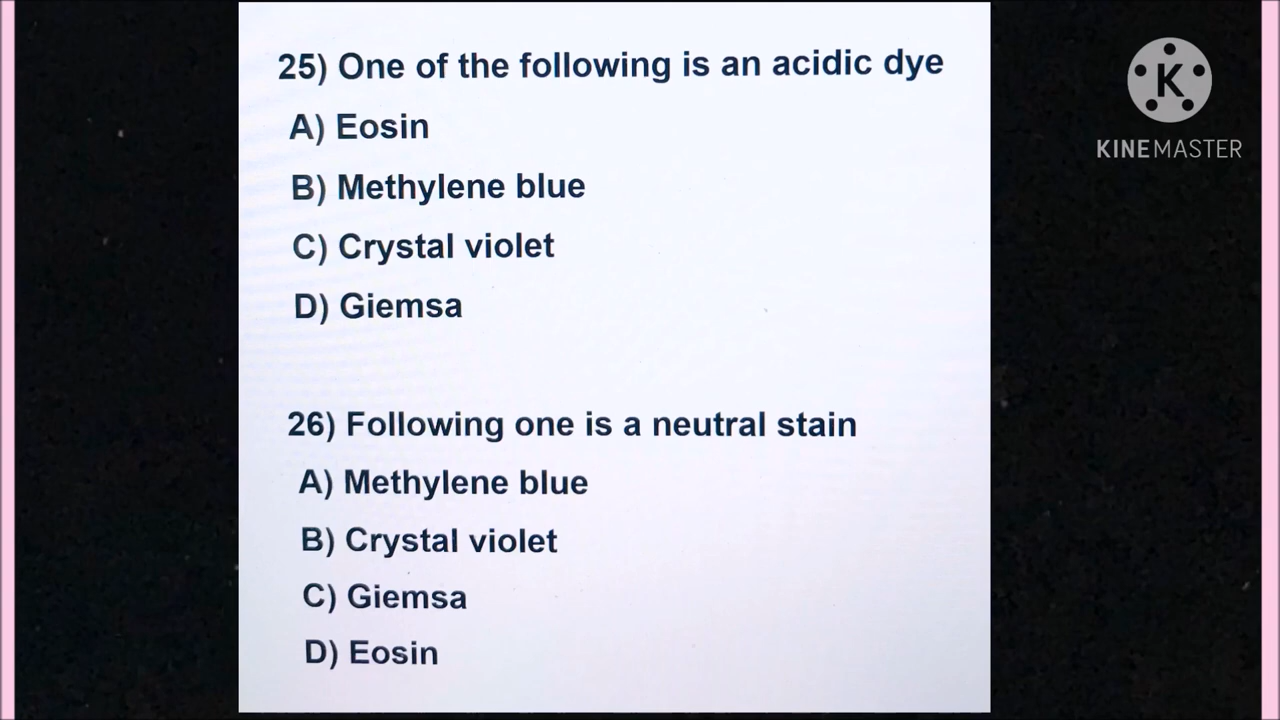 25) One of the following is an acidic dye
A) Eosin
B) Methylene blue
C) Crystal violet
D) Giemsa
26) Following one is a neutral stain
A) Methylene blue
B) Crystal violet
C) Giemsa
D) Eosin
K
KINEMASTER